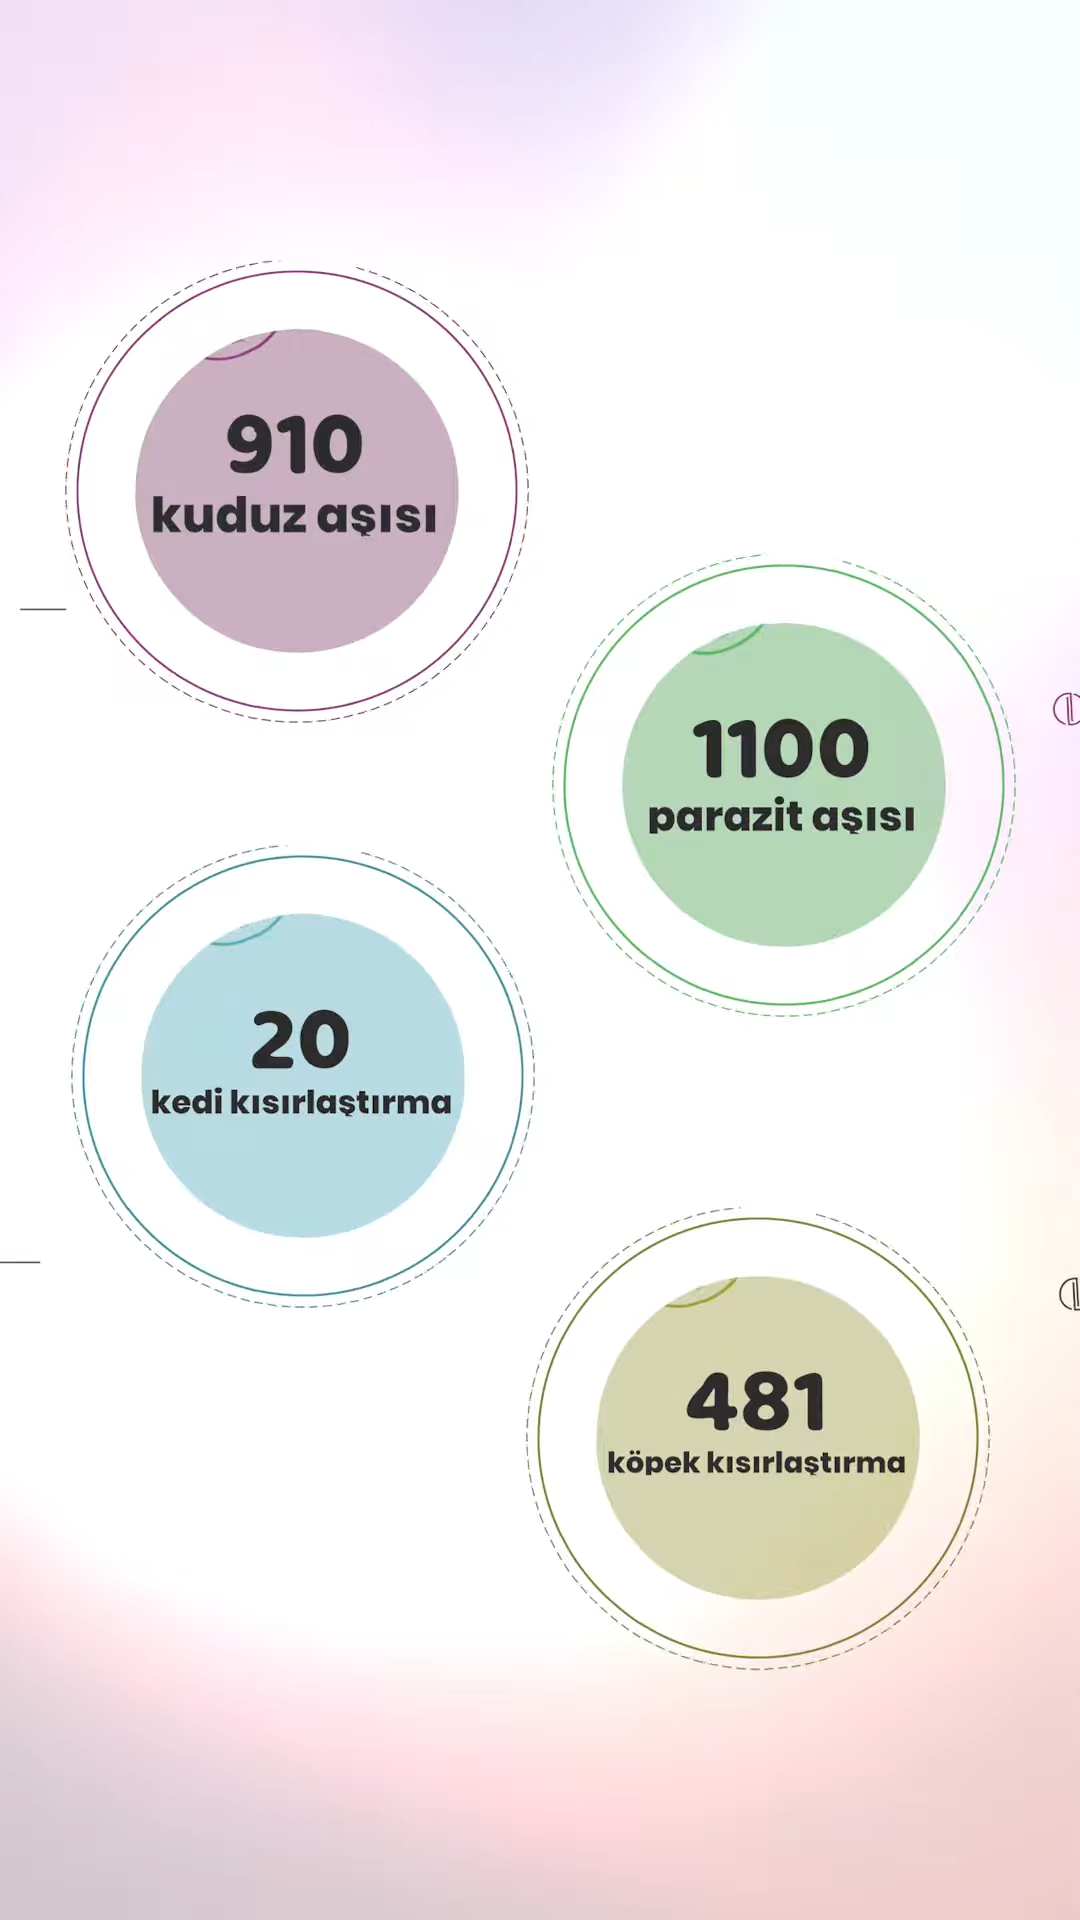 910
kuduz aşısı
1100
parazit aşısı
20
kedi kısırlaştırma
481
köpek kısırlaştırma